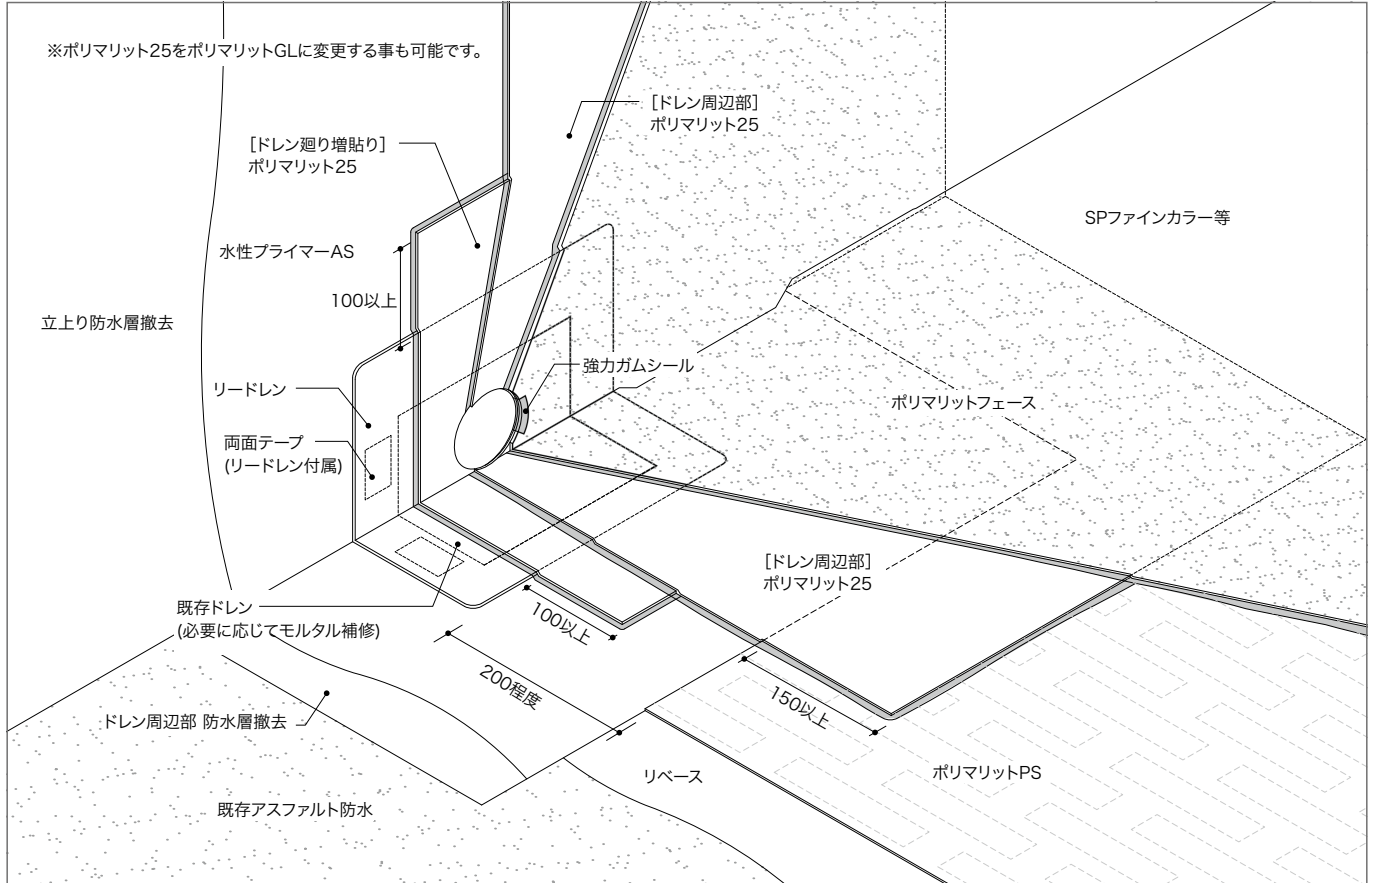 ※ポリマリット25をポリマリットGLに変更する事も可能です。
[ドレン周辺部]
ポリマリット25
[ドレン廻り増貼り]
ポリマリット25
SPファインカラー等
水性プライマーAS
100以上
立上り防水層撤去
強力ガムシール
リードレン
ポリマリットフェース
両面テープ
(リードレン付属)
[ドレン周辺部]
ポリマリット25
既存ドレン
(必要に応じてモルタル補修)
100以上
200程度
150以上
ドレン周辺部 防水層撤去
リベース
ポリマリットPS
既存アスファルト防水